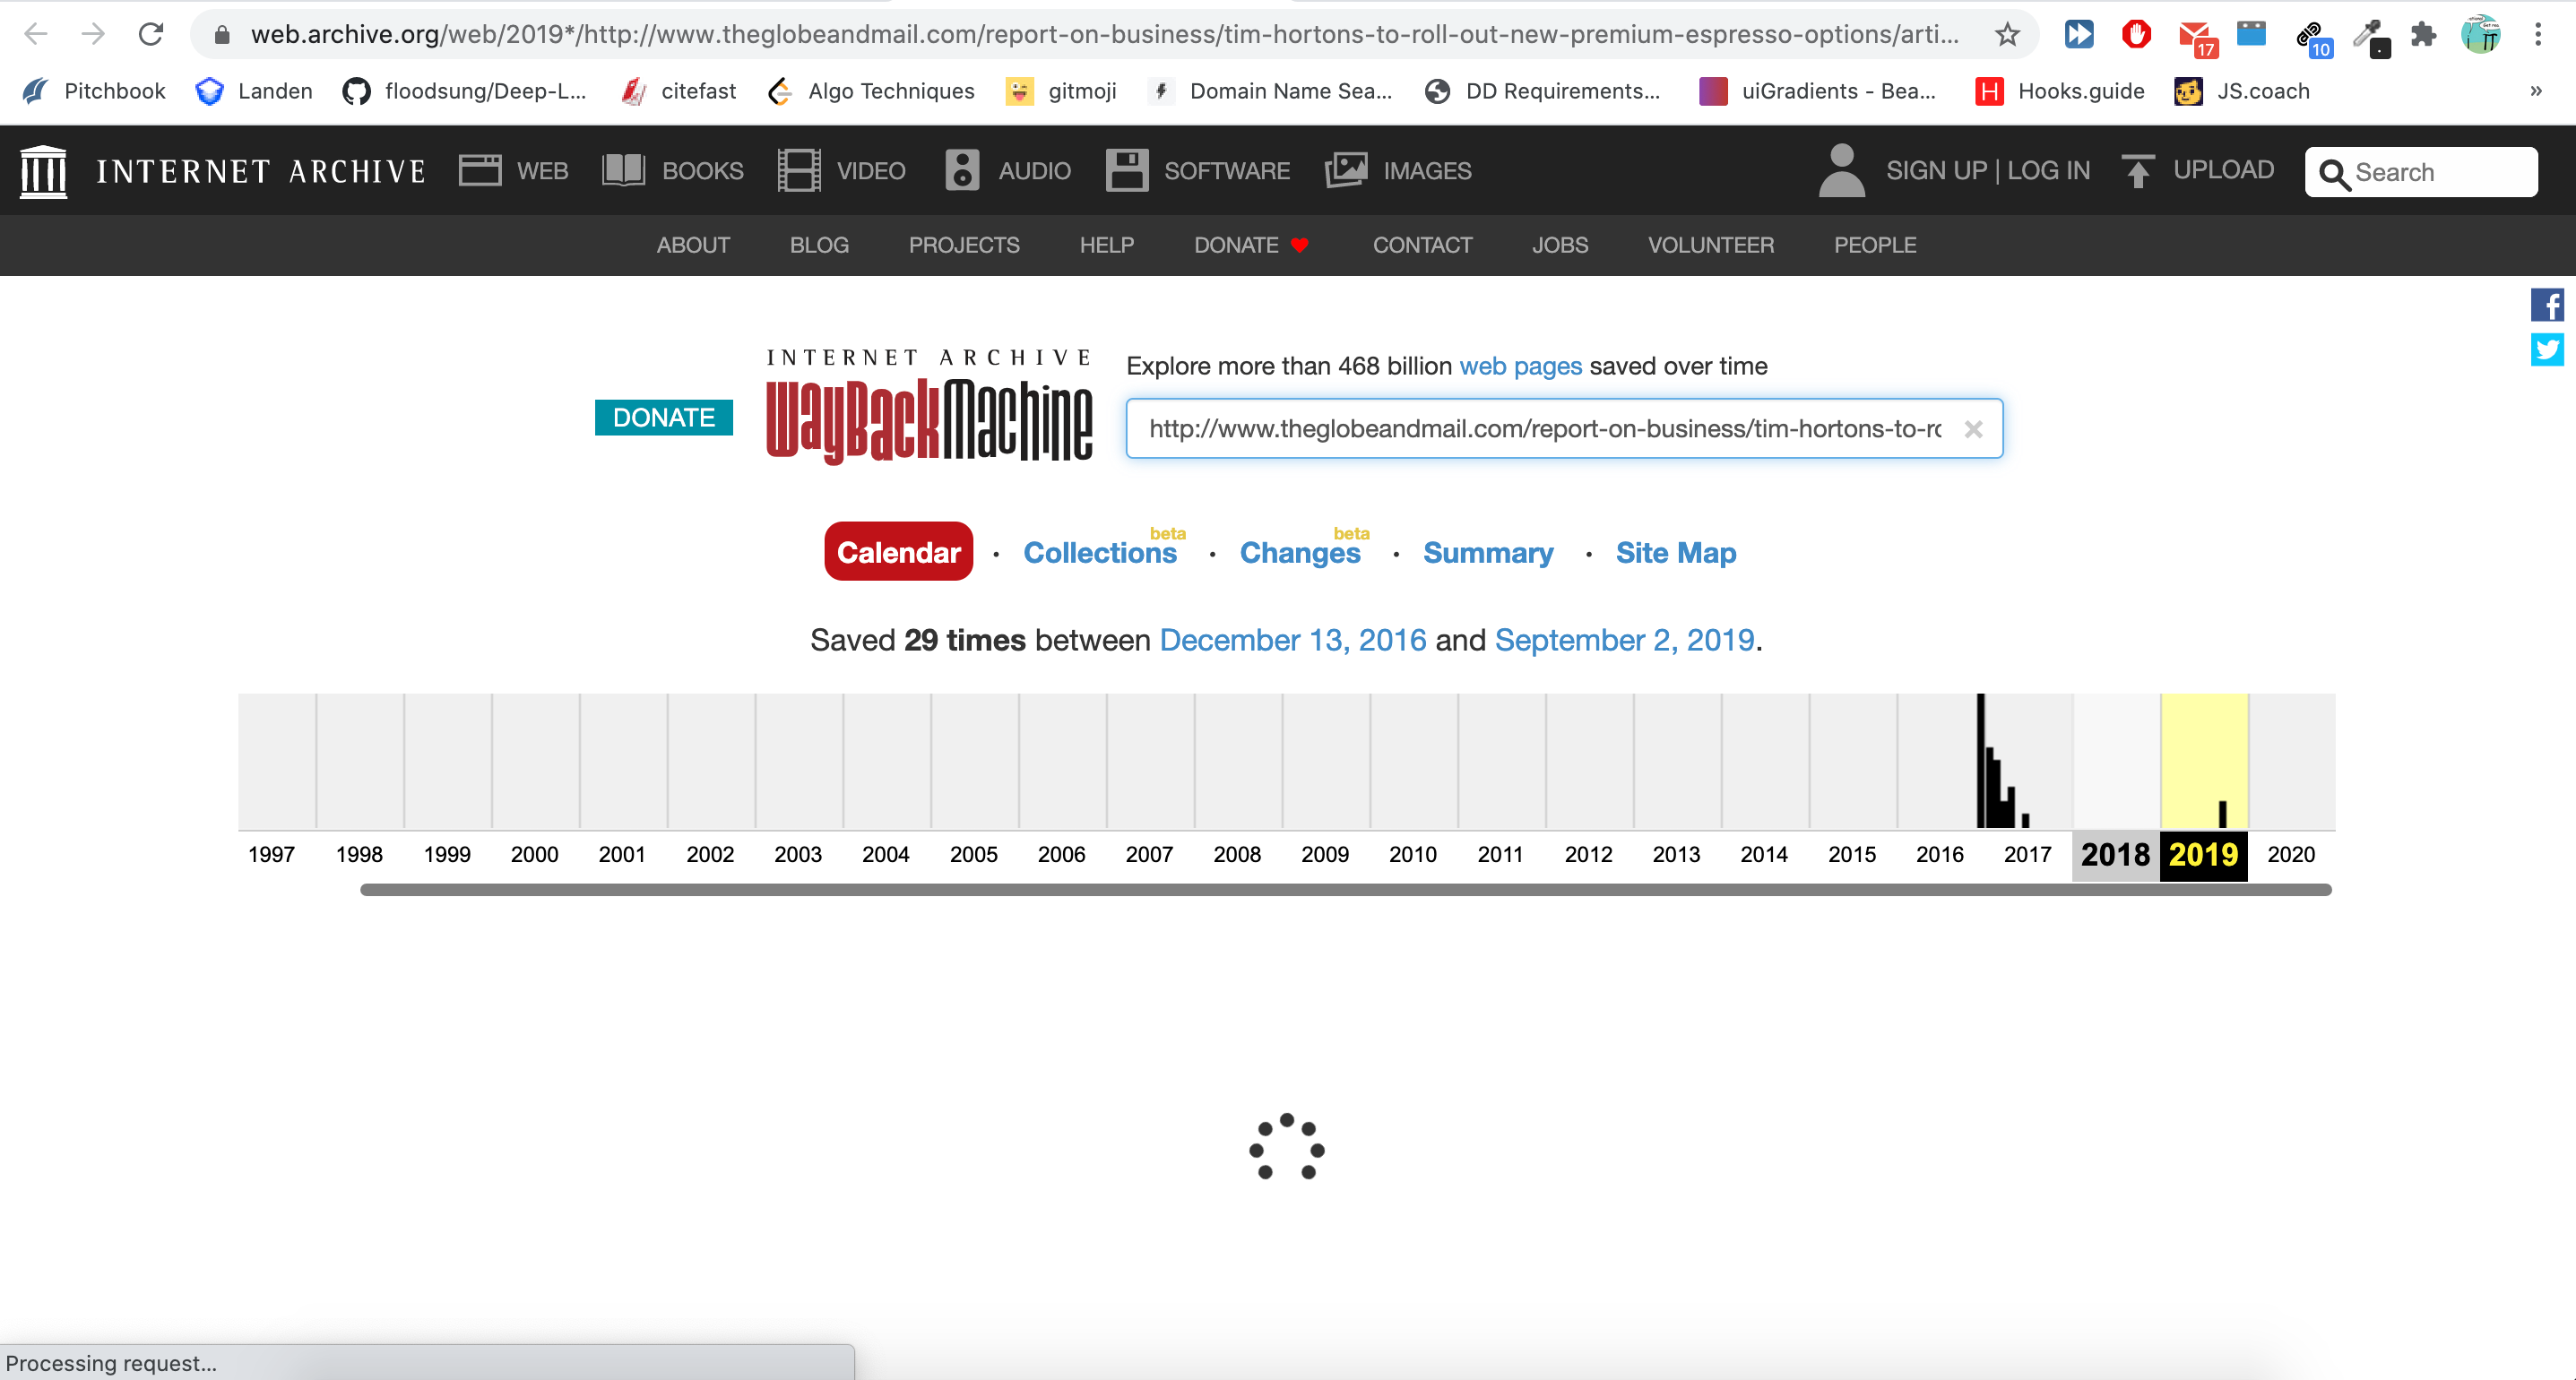 web.archive.org/web/2019*/http://www.theglobeandmail.com/report-on-business/tim-hortons-to-roll-out-new-premium-espresso-options/arti...
17
10
Pitchbook
Landen
floodsung/Deep-L...
citefast
Algo Techniques
gitmoji
Domain Name Sea...
DD Requirements...
uiGradients - Bea...
H Hooks.guide
JS.coach
»
INTERNET ARCHIVE
WEB
BOOKS
VIDEO
AUDIO
SOFTWARE
IMAGES
SIGN UP | LOG IN
UPLOAD
Search
ABOUT
BLOG
PROJECTS
HELP
DONATE
CONTACT
JOBS
VOLUNTEER
PEOPLE
DONATE
INTERNET ARCHIVE
WayBackMachine
Explore more than 468 billion web pages saved over time
http://www.theglobeandmail.com/report-on-business/tim-hortons-to-ro
Calendar · Collections beta · Changes beta · Summary · Site Map
Saved 29 times between December 13, 2016 and September 2, 2019.
1997 1998 1999 2000 2001 2002 2003 2004 2005 2006 2007 2008 2009 2010 2011 2012 2013 2014 2015 2016 2017 2018 2019 2020
Processing request...